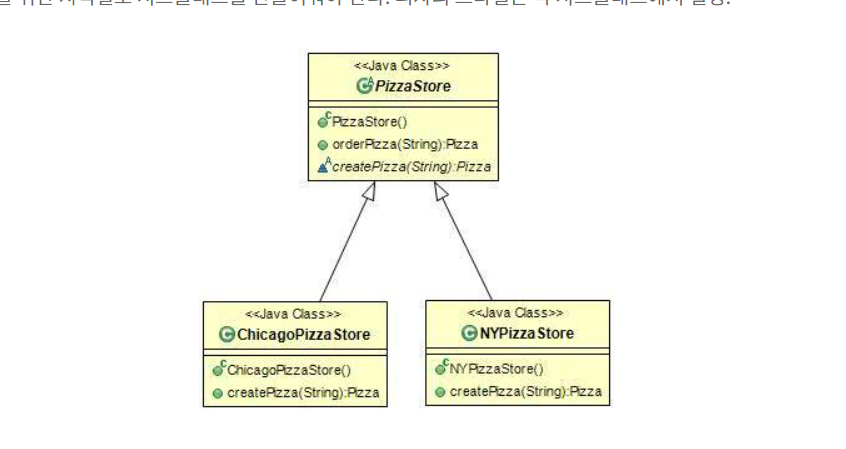 <<Java Class>>
PizzaStore
PizzaStore()
orderPizza(String):Pizza
createPizza(String):Pizza
<<Java Class>>
ChicagoPizzaStore
ChicagoPizzaStore()
createPizza(String):Pizza
<<Java Class>>
NYPizzaStore
NYPizzaStore()
createPizza(String):Pizza